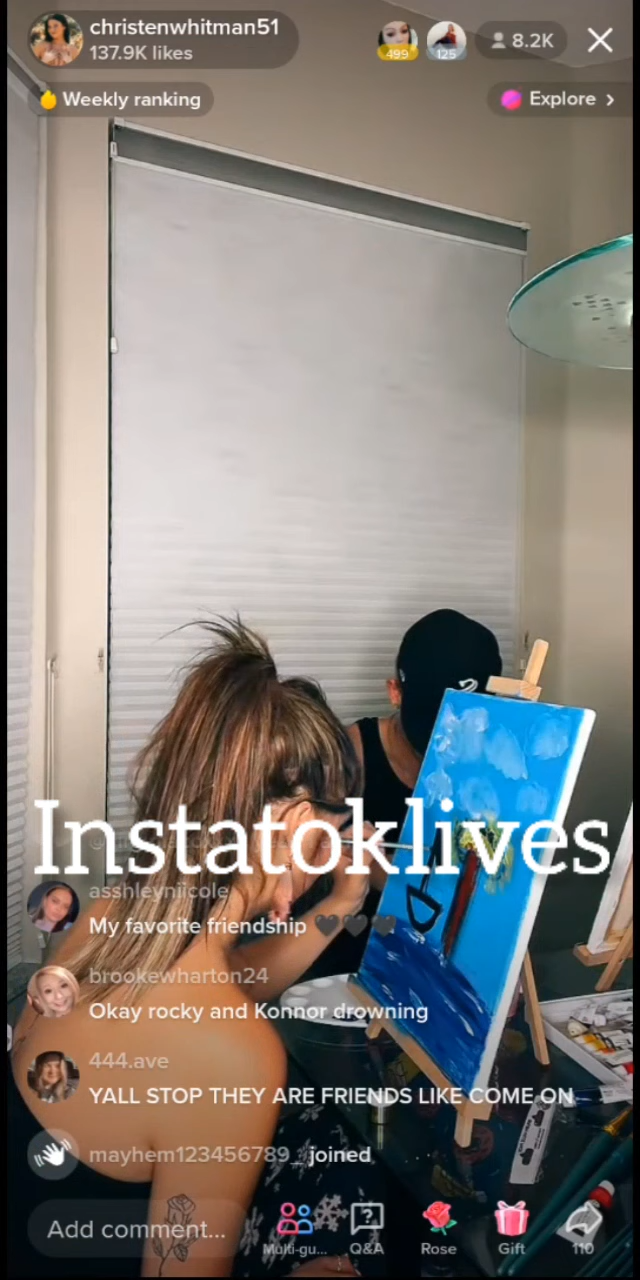 christenwhitman51
137.9K likes
499
125
8.2K
Weekly ranking
Explore
Instatoklives
asshleyniicole
My favorite friendship
brookewharton24
Okay rocky and Konnor drowning
444.ave
YALL STOP THEY ARE FRIENDS LIKE COME ON
mayhem123456789_ joined
Add comment...
Multi-gu...
Q&A
Rose
Gift
110